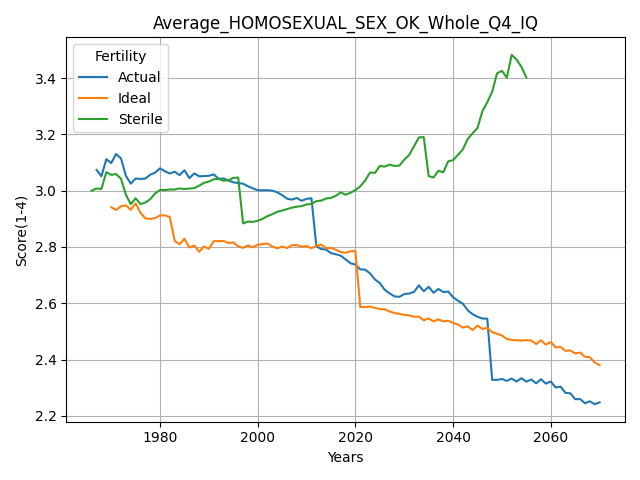 Average_HOMOSEXUAL_SEX_OK_Whole_Q4_IQ
Fertility
Actual
Ideal
Sterile
Score(1-4)
3.4
3.2
3.0
2.8
2.6
2.4
2.2
1980 2000 2020 2040 2060
Years